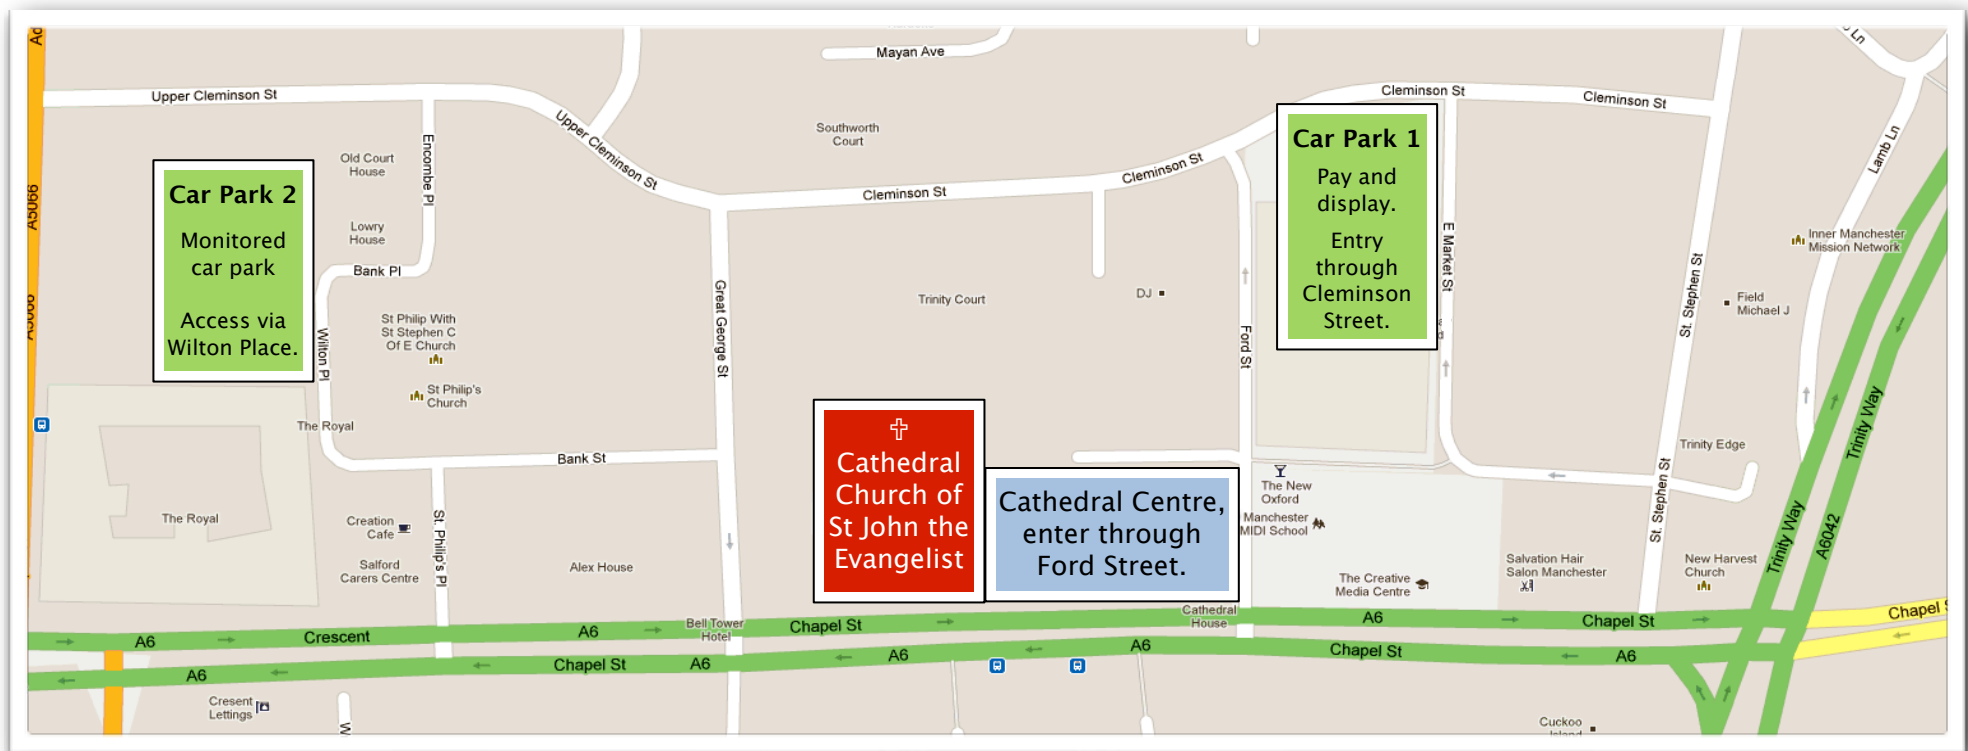 Mayan Ave
Upper Cleminson St
Upper Cleminson St
Cleminson St
Cleminson St
Cleminson St
Cleminson St
Lamb Ln
Ln
A5066
A5066
Encombe Pl
Old Court
House
Lowry
House
Southworth
Court
Car Park 2
Monitored
car park
Access via
Wilton Place.
Car Park 1
Pay and
display.
Entry
through
Cleminson
Street.
Bank Pl
Wilton Pl
St Philip With
St Stephen C
Of E Church
St Philip's
Church
The Royal
The Royal
Great George St
Trinity Court
DJ
Ford St
E Market St
St. Stephen St
St. Stephen St
Inner Manchester
Mission Network
Field
Michael J
Trinity Edge
Trinity Way
Trinity Way
A6042
Bank St
St. Philip's Pl
Creation
Cafe
Salford
Carers Centre
Alex House
Cathedral
Church of
St John the
Evangelist
Cathedral Centre,
enter through
Ford Street.
The New
Oxford
Manchester
MIDI School
The Creative
Media Centre
Salvation Hair
Salon Manchester
New Harvest
Church
Cathedral
House
Bell Tower
Hotel
A6
Crescent
A6
Chapel St
A6
Chapel St
Chapel St
A6
Chapel St
A6
A6
A6
Chapel St
A6
Cresent
Lettings
W
Cuckoo
Island